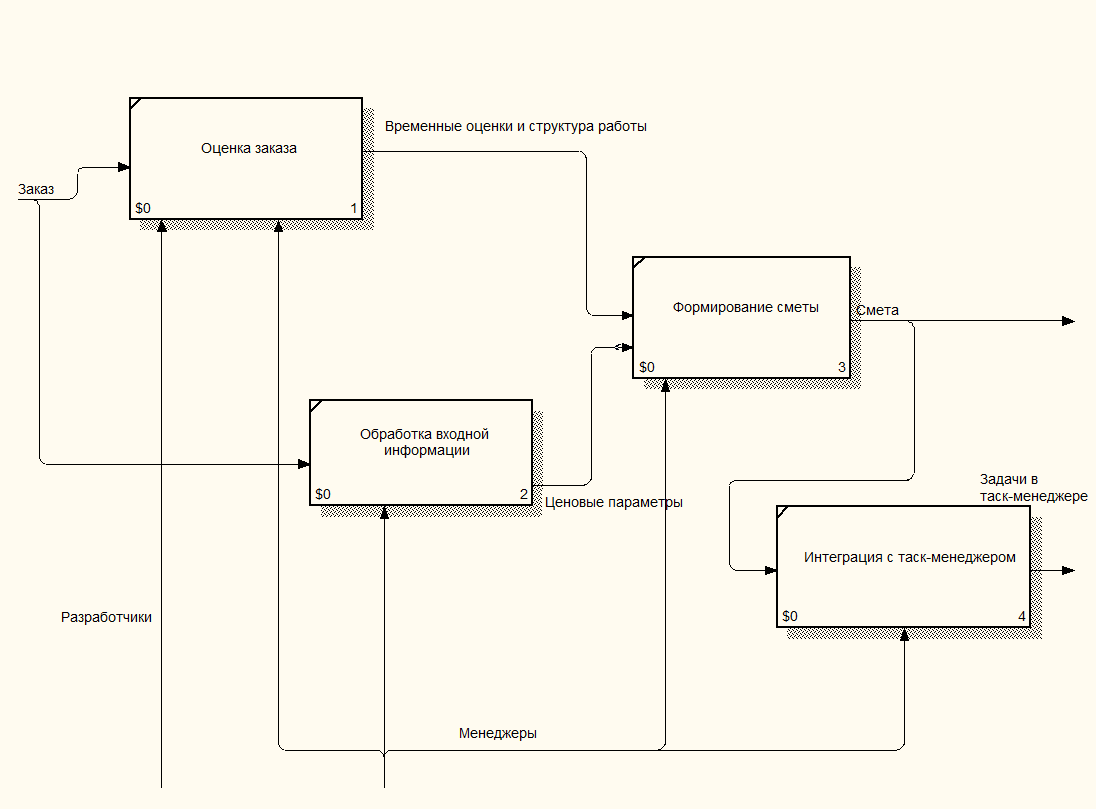 Временные оценки и структура работы
Оценка заказа
Заказ
$0
1
Формирование сметы
Смета
$0
3
Обработка входной
информации
$0
2
Ценовые параметры
Задачи в
таск-менеджере
Интеграция с таск-менеджером
$0
4
Разработчики
Менеджеры